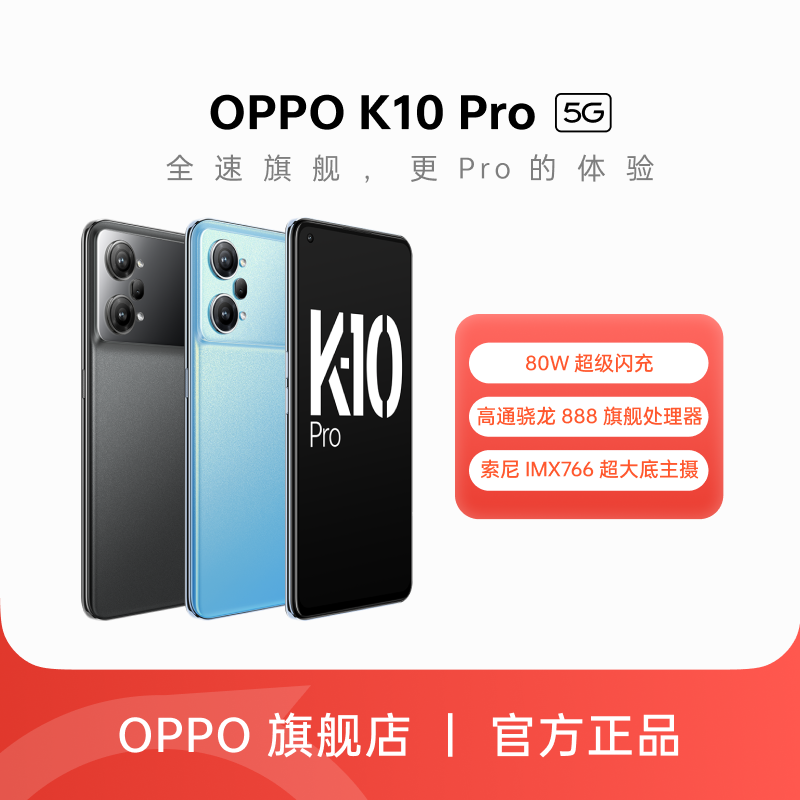 OPPO K10 Pro 5G
全速旗舰，更Pro的体验
K10
Pro
80W 超级闪充
高通骁龙 888 旗舰处理器
索尼 IMX766 超大底主摄
OPPO 旗舰店 | 官方正品